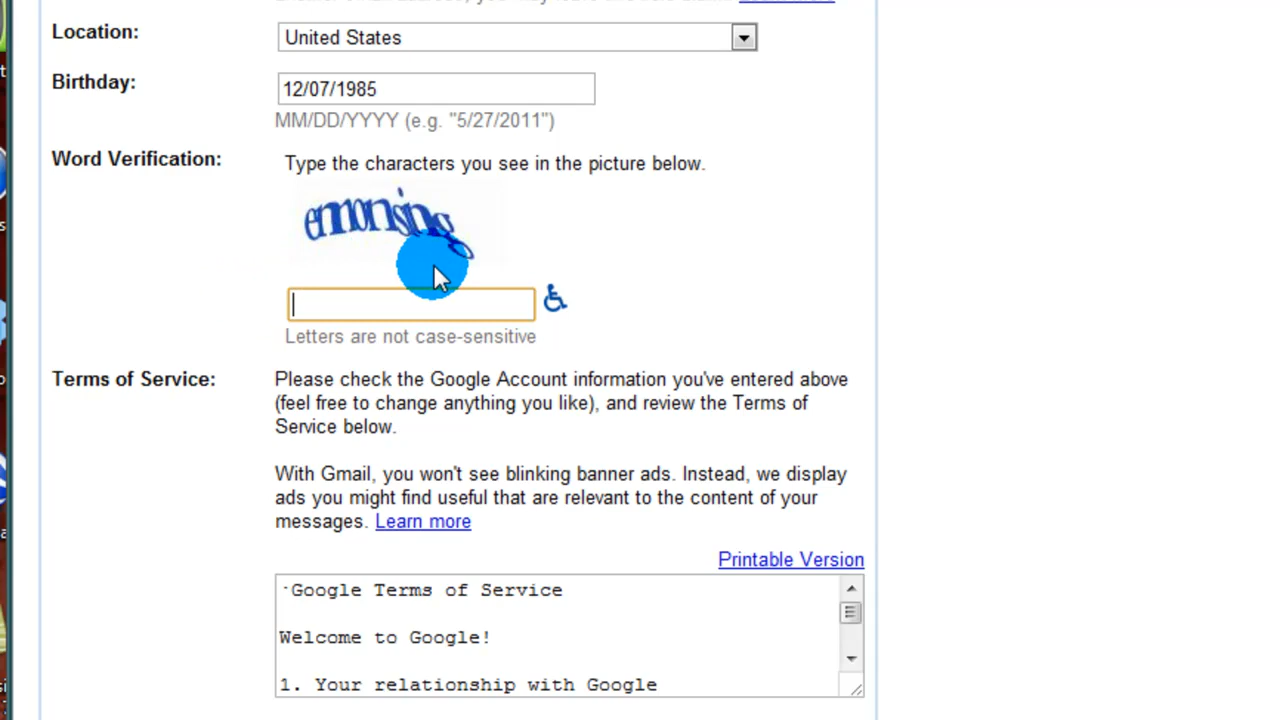 Location:
United States
Birthday:
12/07/1985
MM/DD/YYYY (e.g. "5/27/2011")
Word Verification:
Type the characters you see in the picture below.
Letters are not case-sensitive
Terms of Service:
Please check the Google Account information you've entered above
(feel free to change anything you like), and review the Terms of
Service below.
With Gmail, you won't see blinking banner ads. Instead, we display
ads you might find useful that are relevant to the content of your
messages. Learn more
Printable Version
Google Terms of Service
Welcome to Google!
1. Your relationship with Google